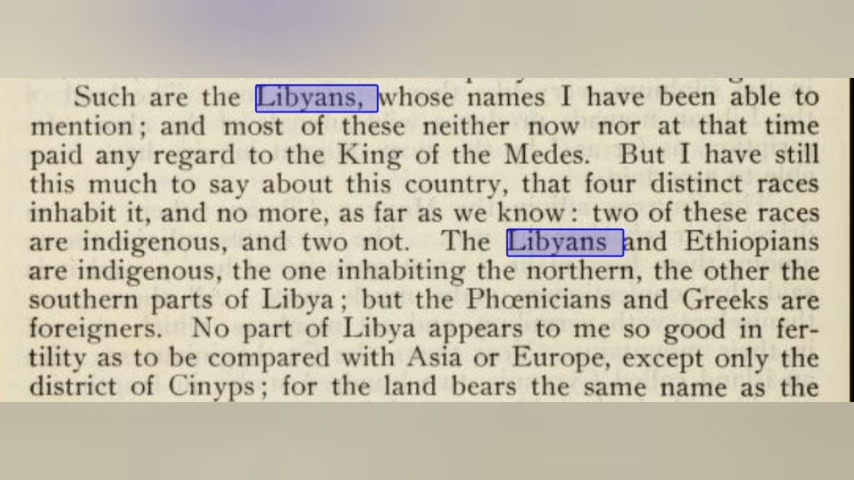 Such are the Libyans, whose names I have been able to
mention; and most of these neither now nor at that time
paid any regard to the King of the Medes. But I have still
this much to say about this country, that four distinct races
inhabit it, and no more, as far as we know: two of these races
are indigenous, and two not. The Libyans and Ethiopians
are indigenous, the one inhabiting the northern, the other the
southern parts of Libya; but the Phœnicians and Greeks are
foreigners. No part of Libya appears to me so good in fer-
tility as to be compared with Asia or Europe, except only the
district of Cinyps; for the land bears the same name as the